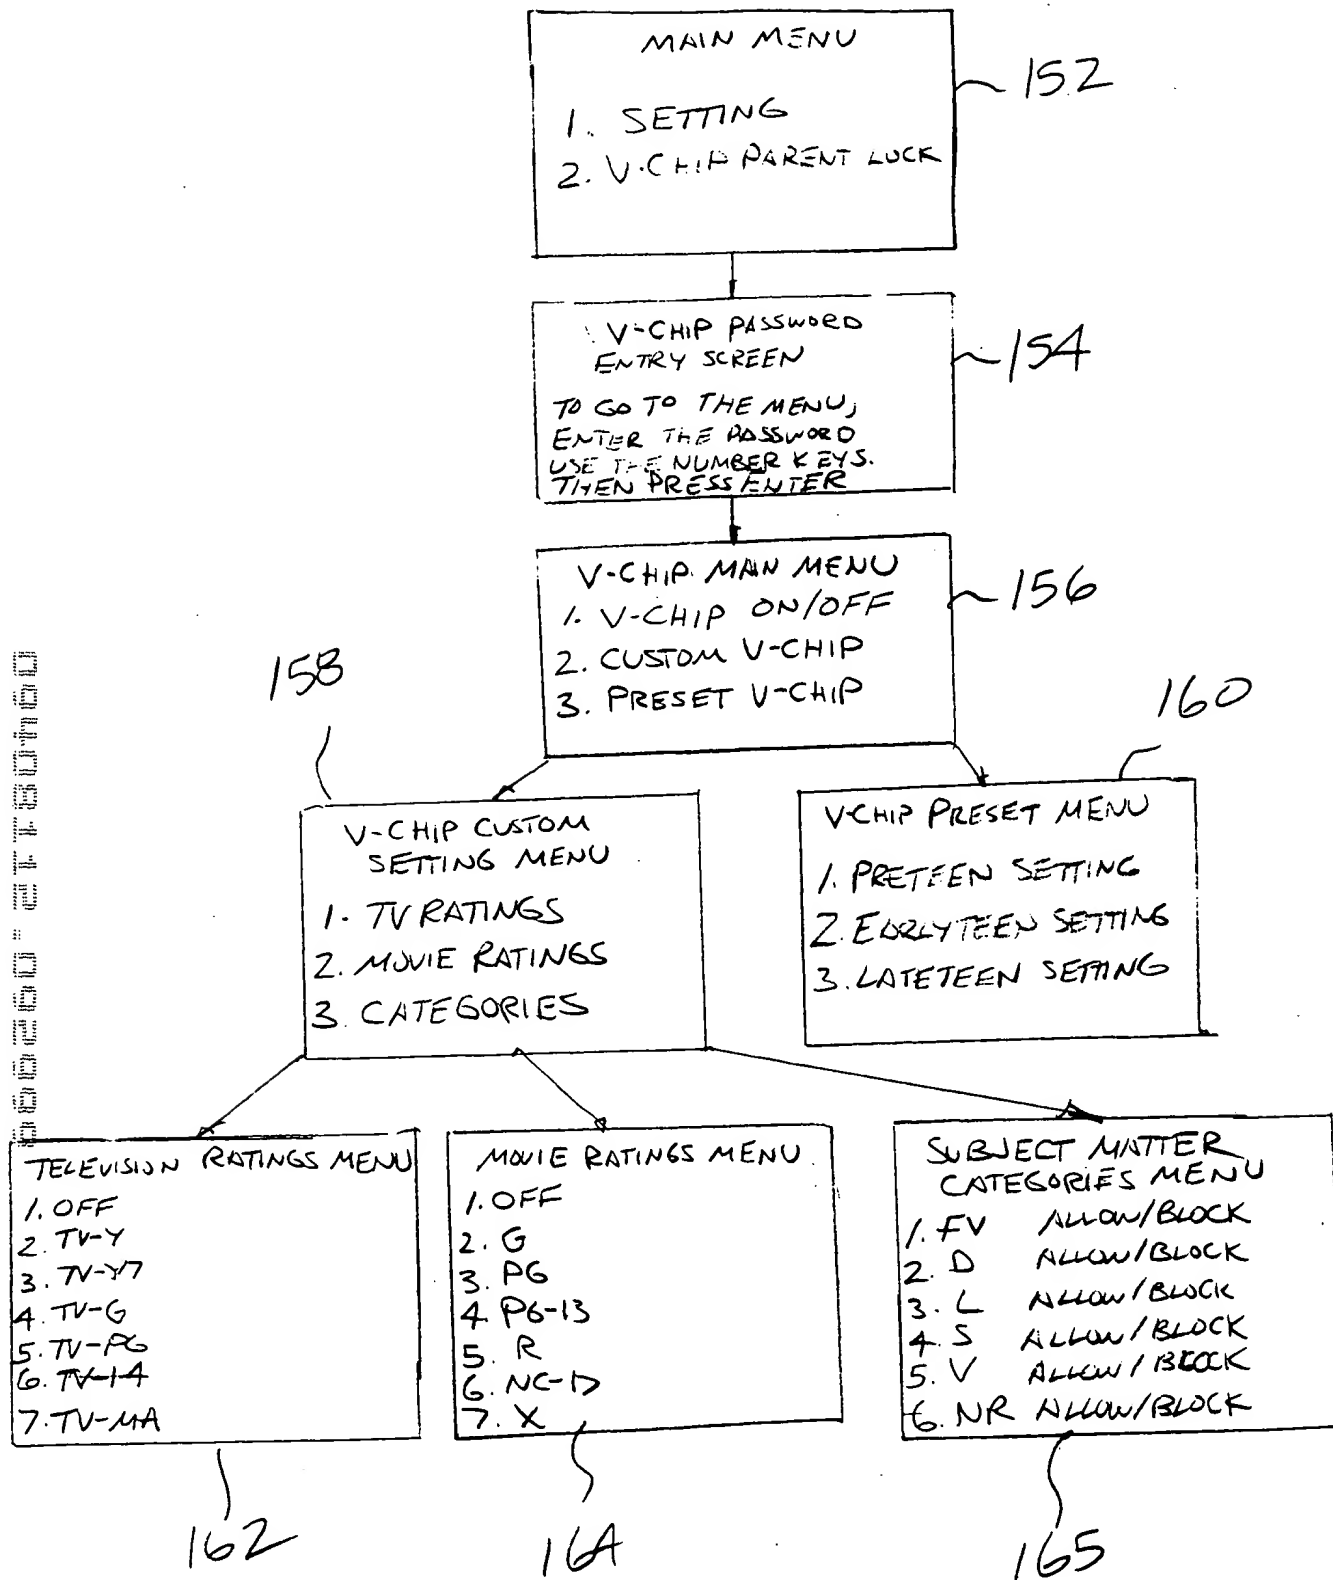 MAIN MENU
1. SETTING
2. V-CHIP PARENT LOCK
152
V-CHIP PASSWORD
ENTRY SCREEN
TO GO TO THE MENU,
ENTER THE PASSWORD
USE THE NUMBER KEYS.
THEN PRESS ENTER
154
V-CHIP MAIN MENU
1. V-CHIP ON/OFF
2. CUSTOM V-CHIP
3. PRESET V-CHIP
156
158
V-CHIP CUSTOM
SETTING MENU
1. TV RATINGS
2. MOVIE RATINGS
3. CATEGORIES
160
V-CHIP PRESET MENU
1. PRETEEN SETTING
2. EARLYTEEN SETTING
3. LATETEEN SETTING
TELEVISION RATINGS MENU
1. OFF
2. TV-Y
3. TV-Y7
4. TV-G
5. TV-PG
6. TV-14
7. TV-MA
162
MOVIE RATINGS MENU
1. OFF
2. G
3. PG
4. PG-13
5. R
6. NC-17
7. X
164
SUBJECT MATTER
CATEGORIES MENU
1. FV ALLOW/BLOCK
2. D ALLOW/BLOCK
3. L ALLOW/BLOCK
4. S ALLOW/BLOCK
5. V ALLOW/BLOCK
6. NR ALLOW/BLOCK
165